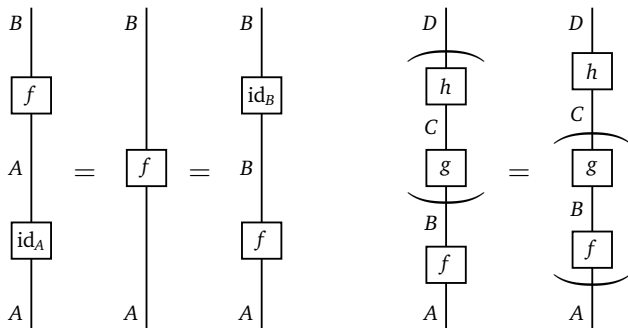 B B B D D
f id_B h h
C C
A = f = B g = g
B B
id_A f f f
A A A A A